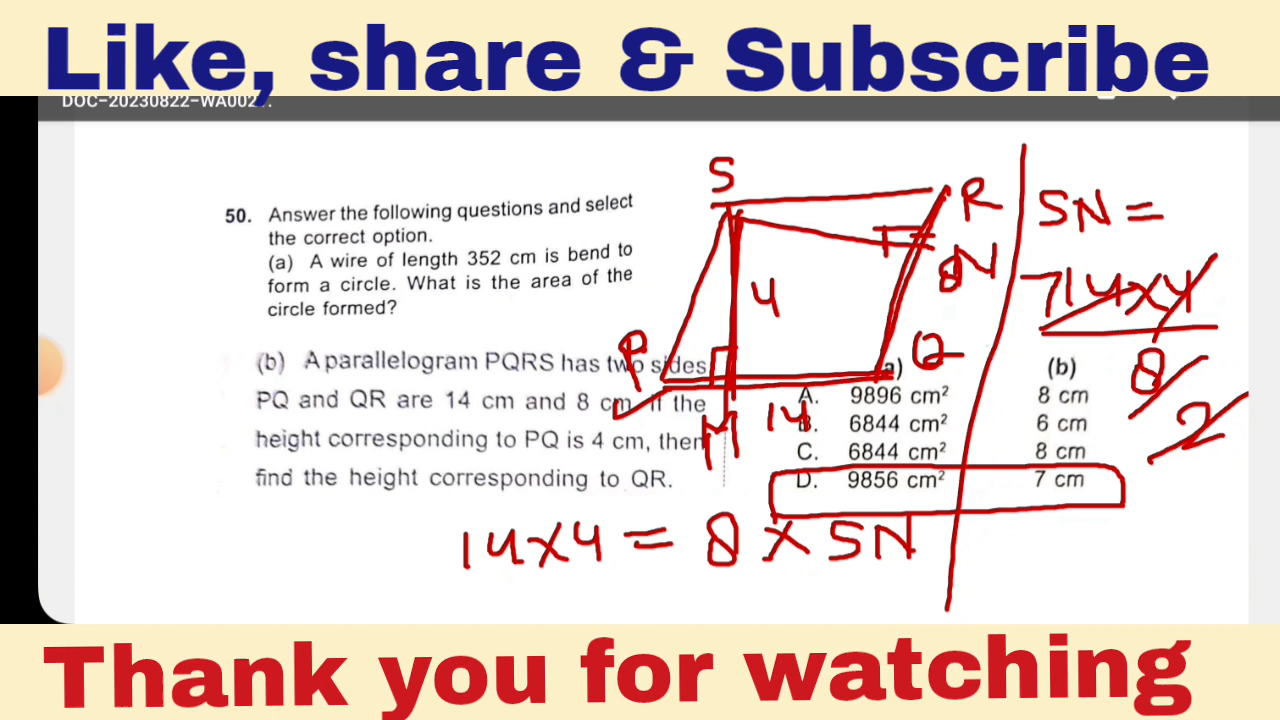 Like, share & Subscribe
DOC-20230822-WA002
50. Answer the following questions and select
the correct option.
(a) A wire of length 352 cm is bend to
form a circle. What is the area of the
circle formed?
(b) A parallelogram PQRS has two sides
PQ and QR are 14 cm and 8 cm. If the
height corresponding to PQ is 4 cm, then
find the height corresponding to QR.
S
R
N
8
4
P
Q
M
14
(a) (b)
A. 9896 cm² 8 cm
B. 6844 cm² 6 cm
C. 6844 cm² 8 cm
D. 9856 cm² 7 cm
SN =
7 14 x 4
8
2
14 x 4 = 8 x SN
Thank you for watching